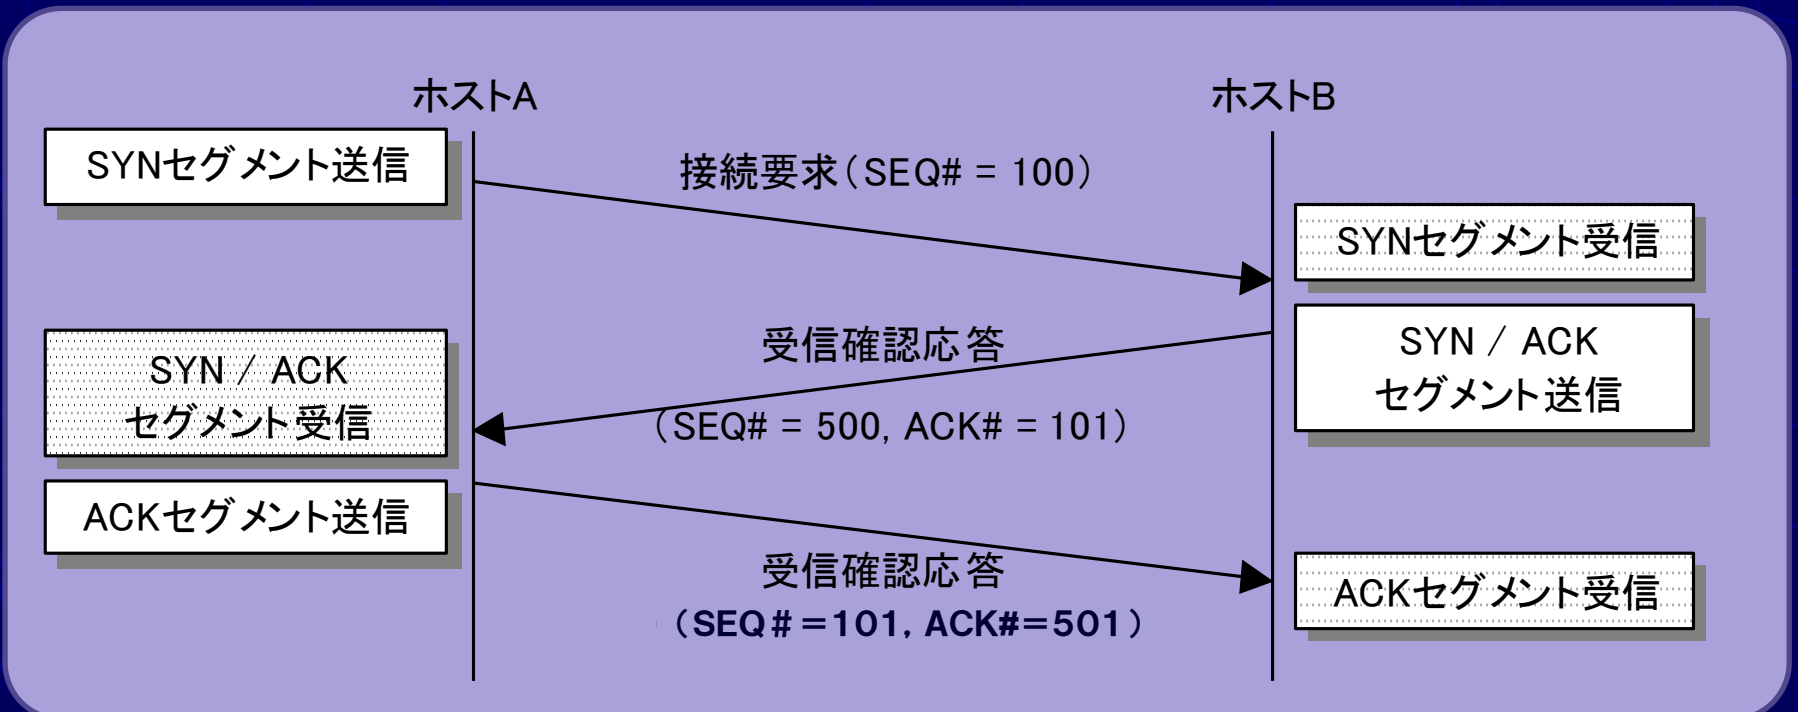 ホストA
ホストB
SYNセグメント送信
接続要求（SEQ# = 100）
SYNセグメント受信
受信確認応答
SYN / ACK
セグメント送信
SYN / ACK
セグメント受信
（SEQ# = 500, ACK# = 101）
ACKセグメント送信
受信確認応答
（SEQ＃＝101, ACK#＝501）
ACKセグメント受信